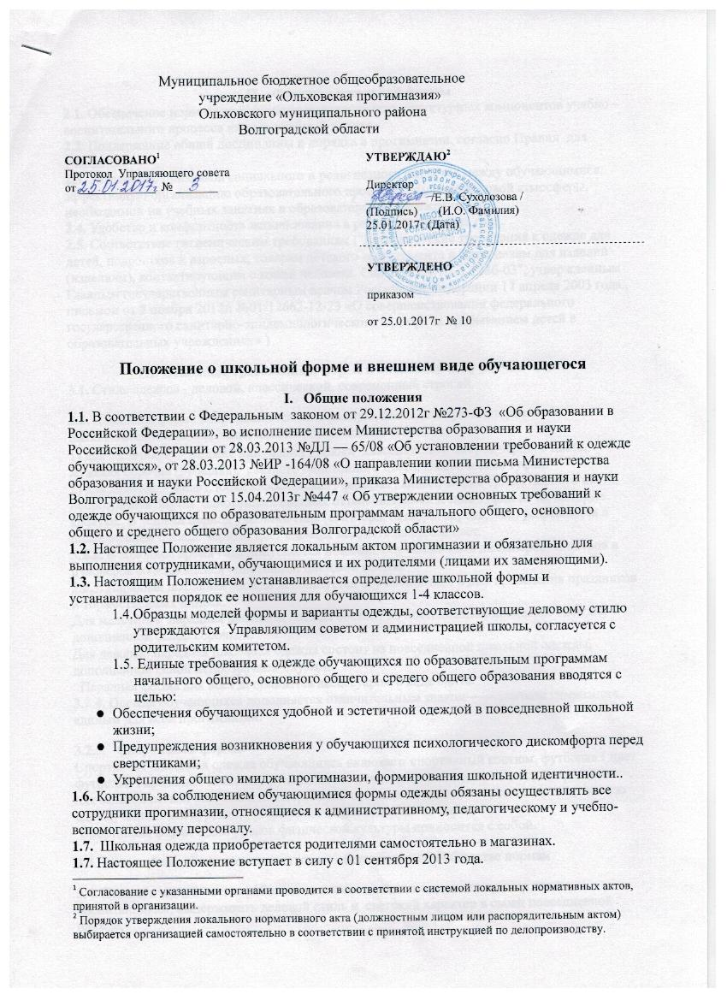 Муниципальное бюджетное общеобразовательное
учреждение «Ольховская прогимназия»
Ольховского муниципального района
Волгоградской области
СОГЛАСОВАНО1
Протокол Управляющего совета
от 25.01.2017г № 3
УТВЕРЖДАЮ2
Директор
/Е.В. Сухолозова /
(Подпись) (И.О. Фамилия)
25.01.2017г (Дата)
УТВЕРЖДЕНО
приказом
от 25.01.2017г № 10
Положение о школьной форме и внешнем виде обучающегося
I. Общие положения
1.1. В соответствии с Федеральным законом от 29.12.2012г №273-ФЗ «Об образовании в
Российской Федерации», во исполнение писем Министерства образования и науки
Российской Федерации от 28.03.2013 №ДЛ — 65/08 «Об установлении требований к одежде
обучающихся», от 28.03.2013 №ИР -164/08 «О направлении копии письма Министерства
образования и науки Российской Федерации», приказа Министерства образования и науки
Волгоградской области от 15.04.2013г №447 « Об утверждении основных требований к
одежде обучающихся по образовательным программам начального общего, основного
общего и среднего общего образования Волгоградской области»
1.2. Настоящее Положение является локальным актом прогимназии и обязательно для
выполнения сотрудниками, обучающимися и их родителями (лицами их заменяющими).
1.3. Настоящим Положением устанавливается определение школьной формы и
устанавливается порядок ее ношения для обучающихся 1-4 классов.
1.4.Образцы моделей формы и варианты одежды, соответствующие деловому стилю
утверждаются Управляющим советом и администрацией школы, согласуется с
родительским комитетом.
1.5. Единые требования к одежде обучающихся по образовательным программам
начального общего, основного общего и средего общего образования вводятся с
целью:
● Обеспечения обучающихся удобной и эстетичной одеждой в повседневной школьной
жизни;
● Предупреждения возникновения у обучающихся психологического дискомфорта перед
сверстниками;
● Укрепления общего имиджа прогимназии, формирования школьной идентичности..
1.6. Контроль за соблюдением обучающимися формы одежды обязаны осуществлять все
сотрудники прогимназии, относящиеся к административному, педагогическому и учебно-
вспомогательному персоналу.
1.7. Школьная одежда приобретается родителями самостоятельно в магазинах.
1.7. Настоящее Положение вступает в силу с 01 сентября 2013 года.
1 Согласование с указанными органами проводится в соответствии с системой локальных нормативных актов,
принятой в организации.
2 Порядок утверждения локального нормативного акта (должностным лицом или распорядительным актом)
выбирается организацией самостоятельно в соответствии с принятой инструкцией по делопроизводству.